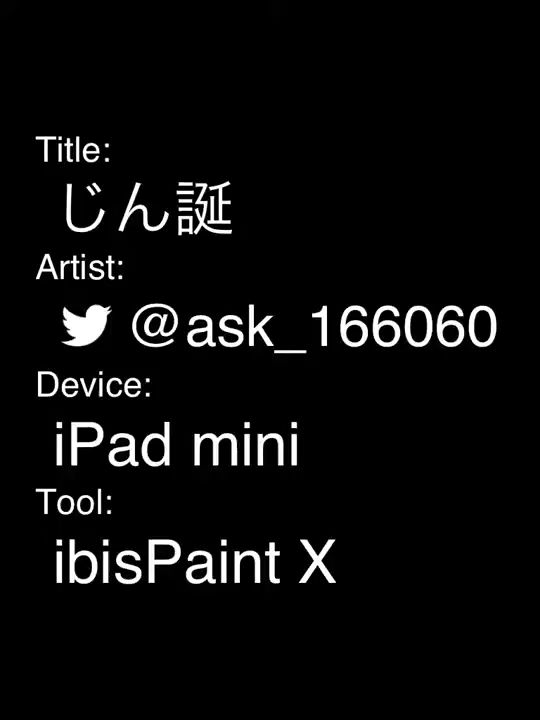 Title:
じん誕
Artist:
@ask_166060
Device:
iPad mini
Tool:
ibisPaint X